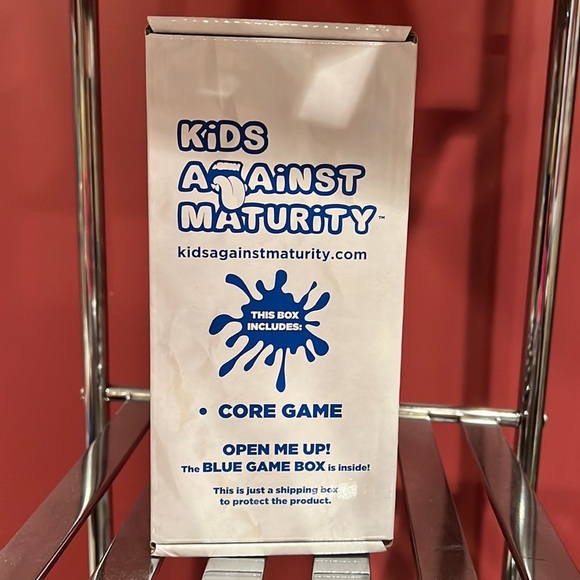 KiDS
AGAiNST
MATURiTY™
kidsagainstmaturity.com
THIS BOX
INCLUDES:
• CORE GAME
OPEN ME UP!
The BLUE GAME BOX is inside!
This is just a shipping box
to protect the product.